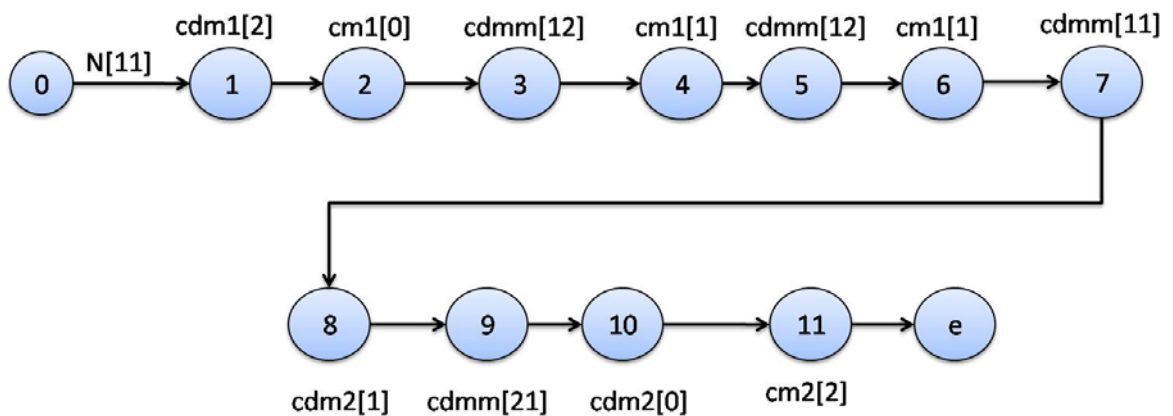 cdm1[2] cm1[0] cdmm[12] cm1[1] cdmm[12] cm1[1] cdmm[11]
N[11]
0 1 2 3 4 5 6 7
8 9 10 11 e
cdm2[1] cdmm[21] cdm2[0] cm2[2]